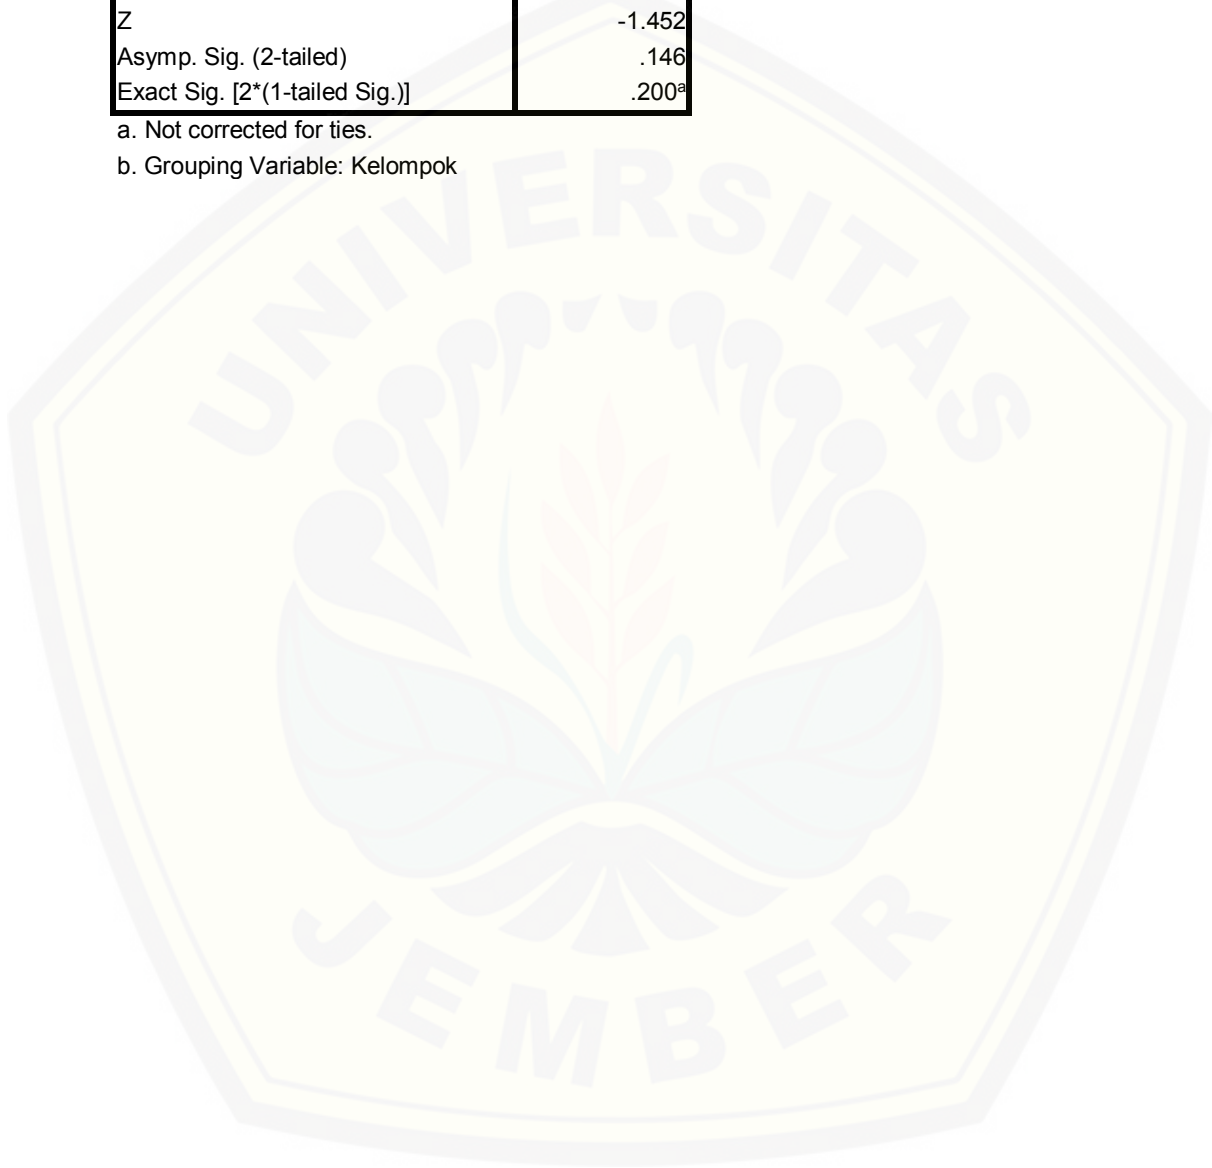 Z -1.452
Asymp. Sig. (2-tailed) .146
Exact Sig. [2*(1-tailed Sig.)] .200ᵃ
a. Not corrected for ties.
b. Grouping Variable: Kelompok
UNIVERSITAS
JEMBER